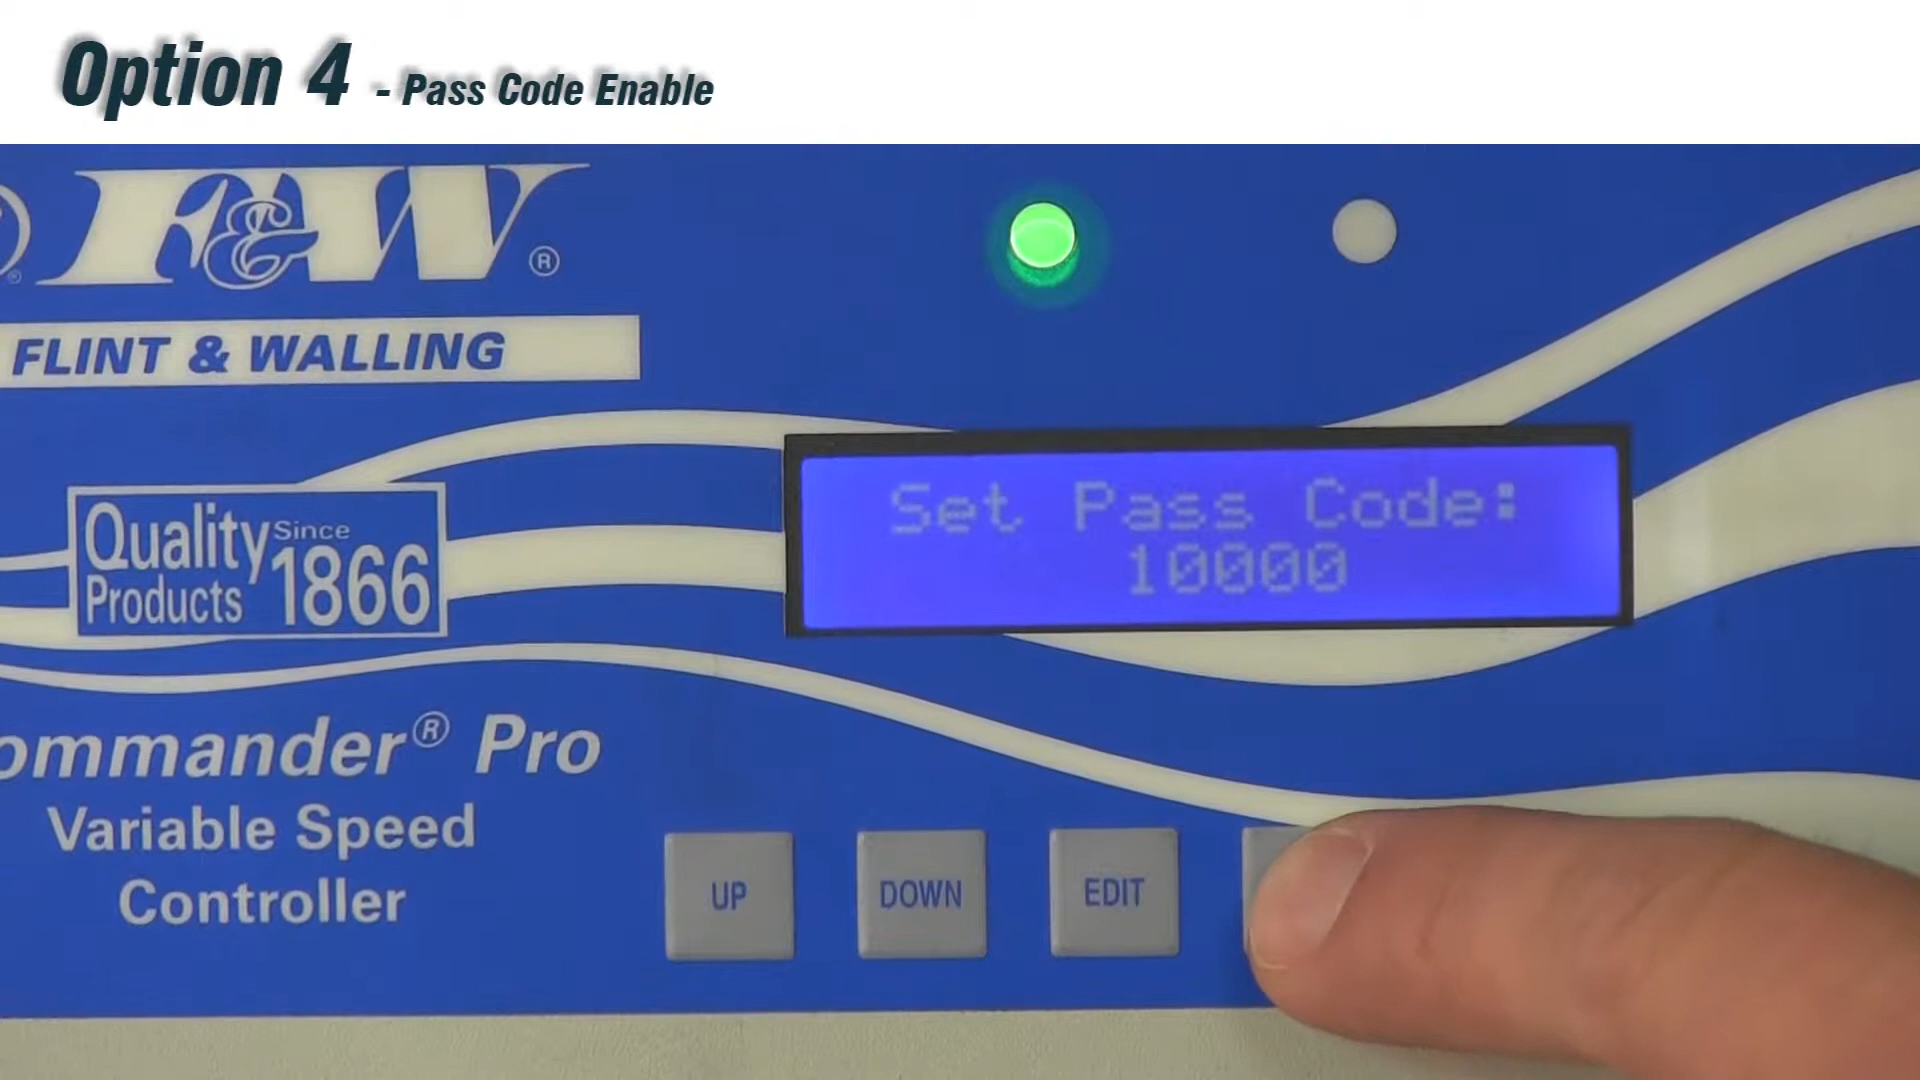 Option 4 - Pass Code Enable
F&W ®
FLINT & WALLING
Quality Since
Products 1866
Set Pass Code:
10000
ommander® Pro
Variable Speed
Controller
UP DOWN EDIT